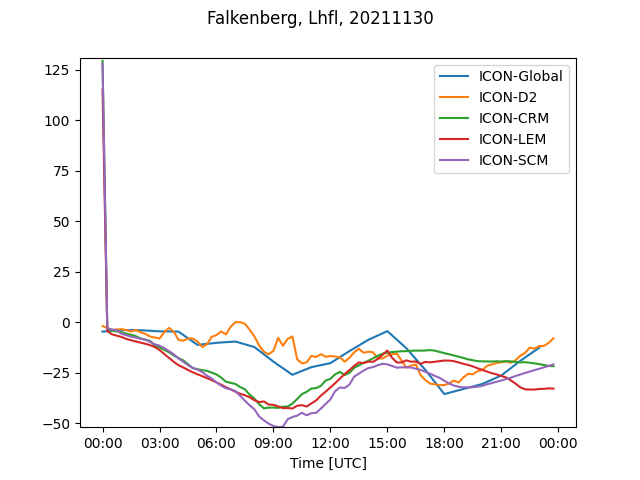 Falkenberg, Lhfl, 20211130
ICON-Global
ICON-D2
ICON-CRM
ICON-LEM
ICON-SCM
125
100
75
50
25
0
−25
−50
00:00 03:00 06:00 09:00 12:00 15:00 18:00 21:00 00:00
Time [UTC]